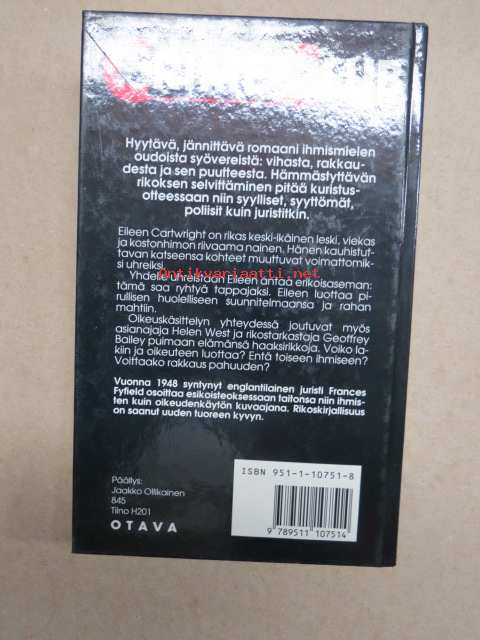 Hyytävä, jännittävä romaani ihmismielen
oudoista syövereistä: vihasta, rakkau-
desta ja sen puutteesta. Hämmästyttävän
rikoksen selvittäminen pitää kuristus-
otteessaan niin syylliset, syyttömät,
poliisit kuin juristitkin.
Eileen Cartwright on rikas keski-ikäinen leski, viekas
ja kostonhimon riivaama nainen. Hänen kauhistut-
tavan katseensa kohteet muuttuvat voimattomik-
si uhreiksi.
Yhdelle uhreistaan Eileen antaa erikoisaseman:
tämä saa ryhtyä tappajaksi. Eileen luottaa pi-
rullisen huolelliseen suunnitelmaansa ja rahan
mahtiin.
Oikeuskäsittelyn yhteydessä joutuvat myös
asianajaja Helen West ja rikostarkastaja Geoffrey
Bailey puimaan elämänsä haaksirikkoja. Voiko la-
kiin ja oikeuteen luottaa? Entä toiseen ihmiseen?
Voittaako rakkaus pahuuden?
Vuonna 1948 syntynyt englantilainen juristi Frances
Fyfield osoittaa esikoisteoksessaan taitonsa niin ihmis-
ten kuin oikeudenkäytön kuvaajana. Rikoskirjallisuus
on saanut uuden tuoreen kyvyn.
Antikvariaatti.net
Päällys:
Jaakko Ollikainen
845
Tilno H201
OTAVA
ISBN 951-1-10751-8
9 789511 107514